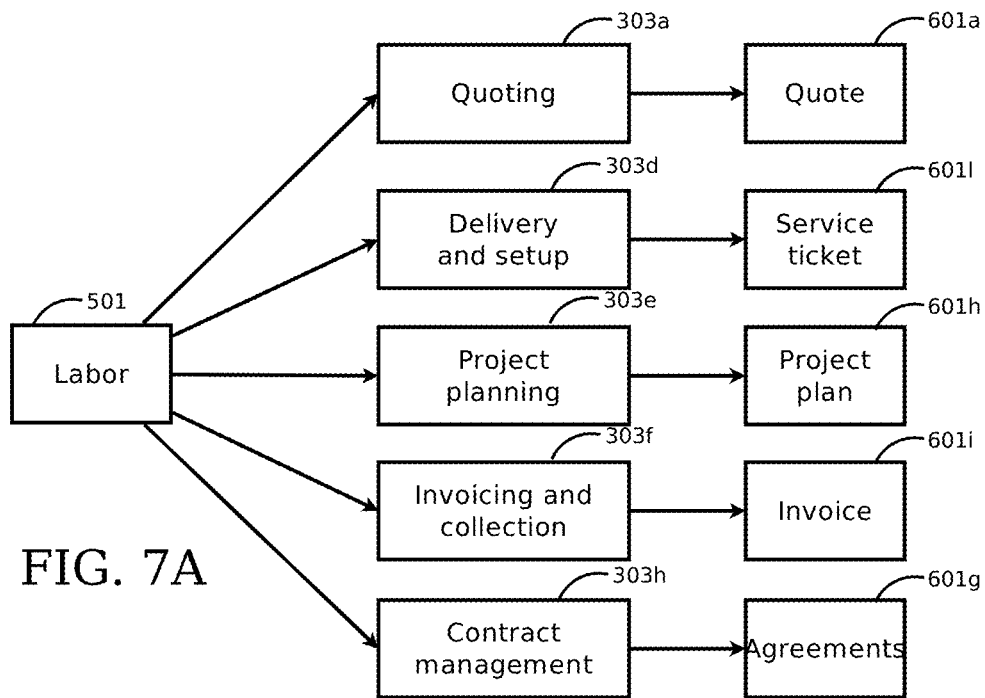 303a
601a
Quoting
Quote
303d
601l
Delivery
and setup
Service
ticket
501
303e
601h
Labor
Project
planning
Project
plan
303f
601i
Invoicing and
collection
Invoice
FIG. 7A
303h
601g
Contract
management
Agreements